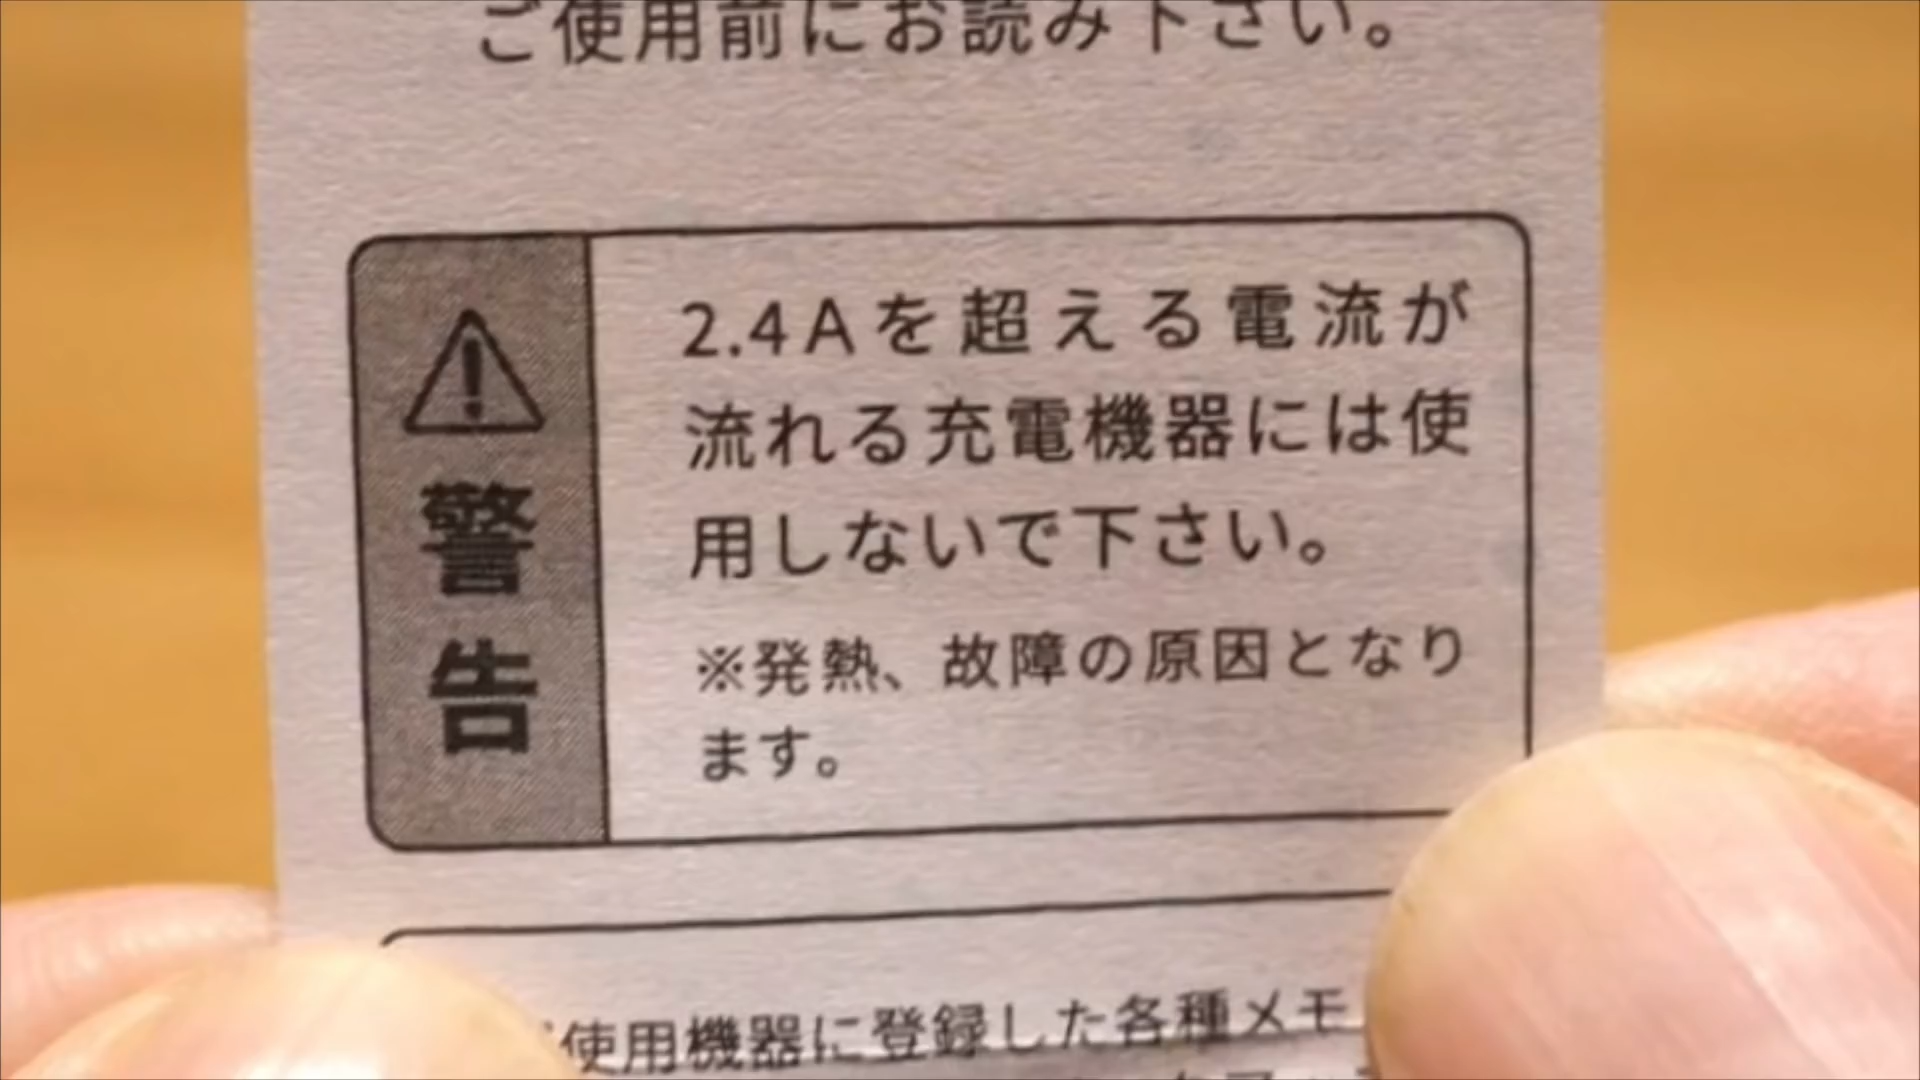 ご使用前にお読み下さい。
警告
2.4Aを超える電流が
流れる充電機器には使
用しないで下さい。
※発熱、故障の原因となり
ます。
使用機器に登録した各種メモ